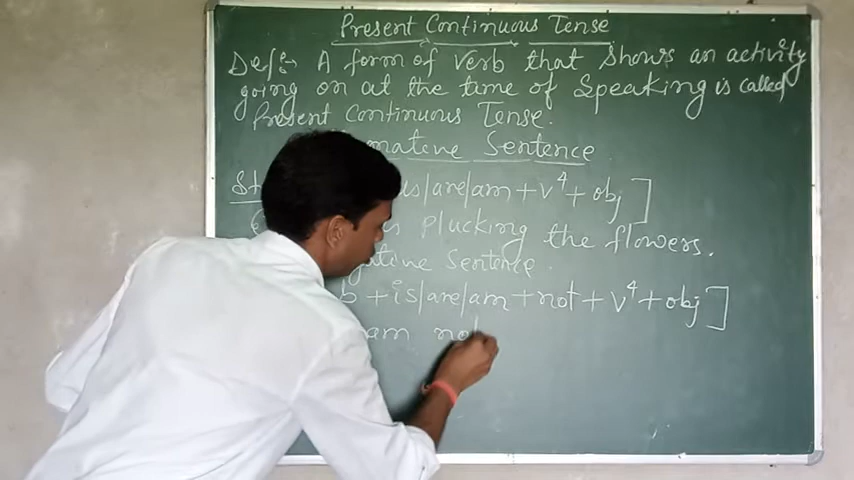 Present Continuous Tense
Def:- A form of verb that shows an activity
going on at the time of Speaking is called
Present Continuous Tense.
Sentence
is/are/am + v⁴ + obj]
plucking the flowers.
Sentence.
+ is/are/am + not + v⁴ + obj]
am not